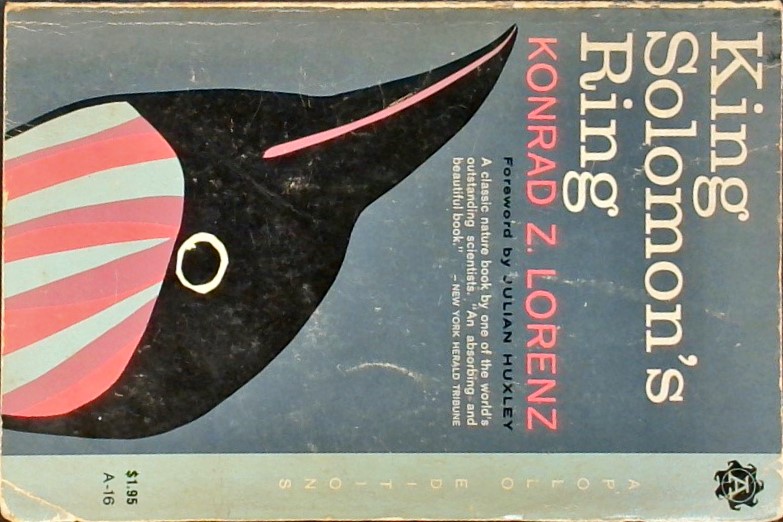 King
Solomon's
Ring
KONRAD Z. LORENZ
Foreword by JULIAN HUXLEY
A classic nature book by one of the world's
outstanding scientists. "An absorbing and
beautiful book."
– NEW YORK HERALD TRIBUNE
A
APOLLO EDITIONS
$1.95
A-16